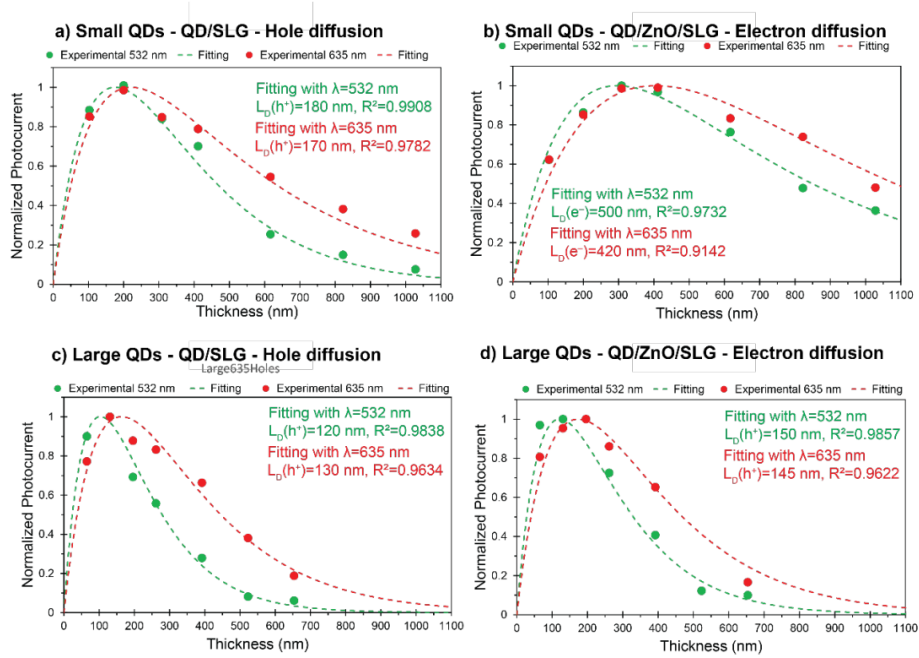 a) Small QDs - QD/SLG - Hole diffusion
Experimental 532 nm Fitting Experimental 635 nm Fitting
Normalized Photocurrent
1
0.8
0.6
0.4
0.2
0
Fitting with λ=532 nm
L_D(h⁺)=180 nm, R²=0.9908
Fitting with λ=635 nm
L_D(h⁺)=170 nm, R²=0.9782
0 100 200 300 400 500 600 700 800 900 1000 1100
Thickness (nm)
b) Small QDs - QD/ZnO/SLG - Electron diffusion
Experimental 532 nm Fitting Experimental 635 nm Fitting
Normalized Photocurrent
1
0.8
0.6
0.4
0.2
0
Fitting with λ=532 nm
L_D(e⁻)=500 nm, R²=0.9732
Fitting with λ=635 nm
L_D(e⁻)=420 nm, R²=0.9142
0 100 200 300 400 500 600 700 800 900 1000 1100
Thickness (nm)
c) Large QDs - QD/SLG - Hole diffusion
Large635Holes
Experimental 532 nm Fitting Experimental 635 nm Fitting
Normalized Photocurrent
1
0.8
0.6
0.4
0.2
0
Fitting with λ=532 nm
L_D(h⁺)=120 nm, R²=0.9838
Fitting with λ=635 nm
L_D(h⁺)=130 nm, R²=0.9634
0 100 200 300 400 500 600 700 800 900 1000 1100
Thickness (nm)
d) Large QDs - QD/ZnO/SLG - Electron diffusion
Experimental 532 nm Fitting Experimental 635 nm Fitting
Normalized Photocurrent
1
0.8
0.6
0.4
0.2
0
Fitting with λ=532 nm
L_D(h⁺)=150 nm, R²=0.9857
Fitting with λ=635 nm
L_D(h⁺)=145 nm, R²=0.9622
0 100 200 300 400 500 600 700 800 900 1000 1100
Thickness (nm)